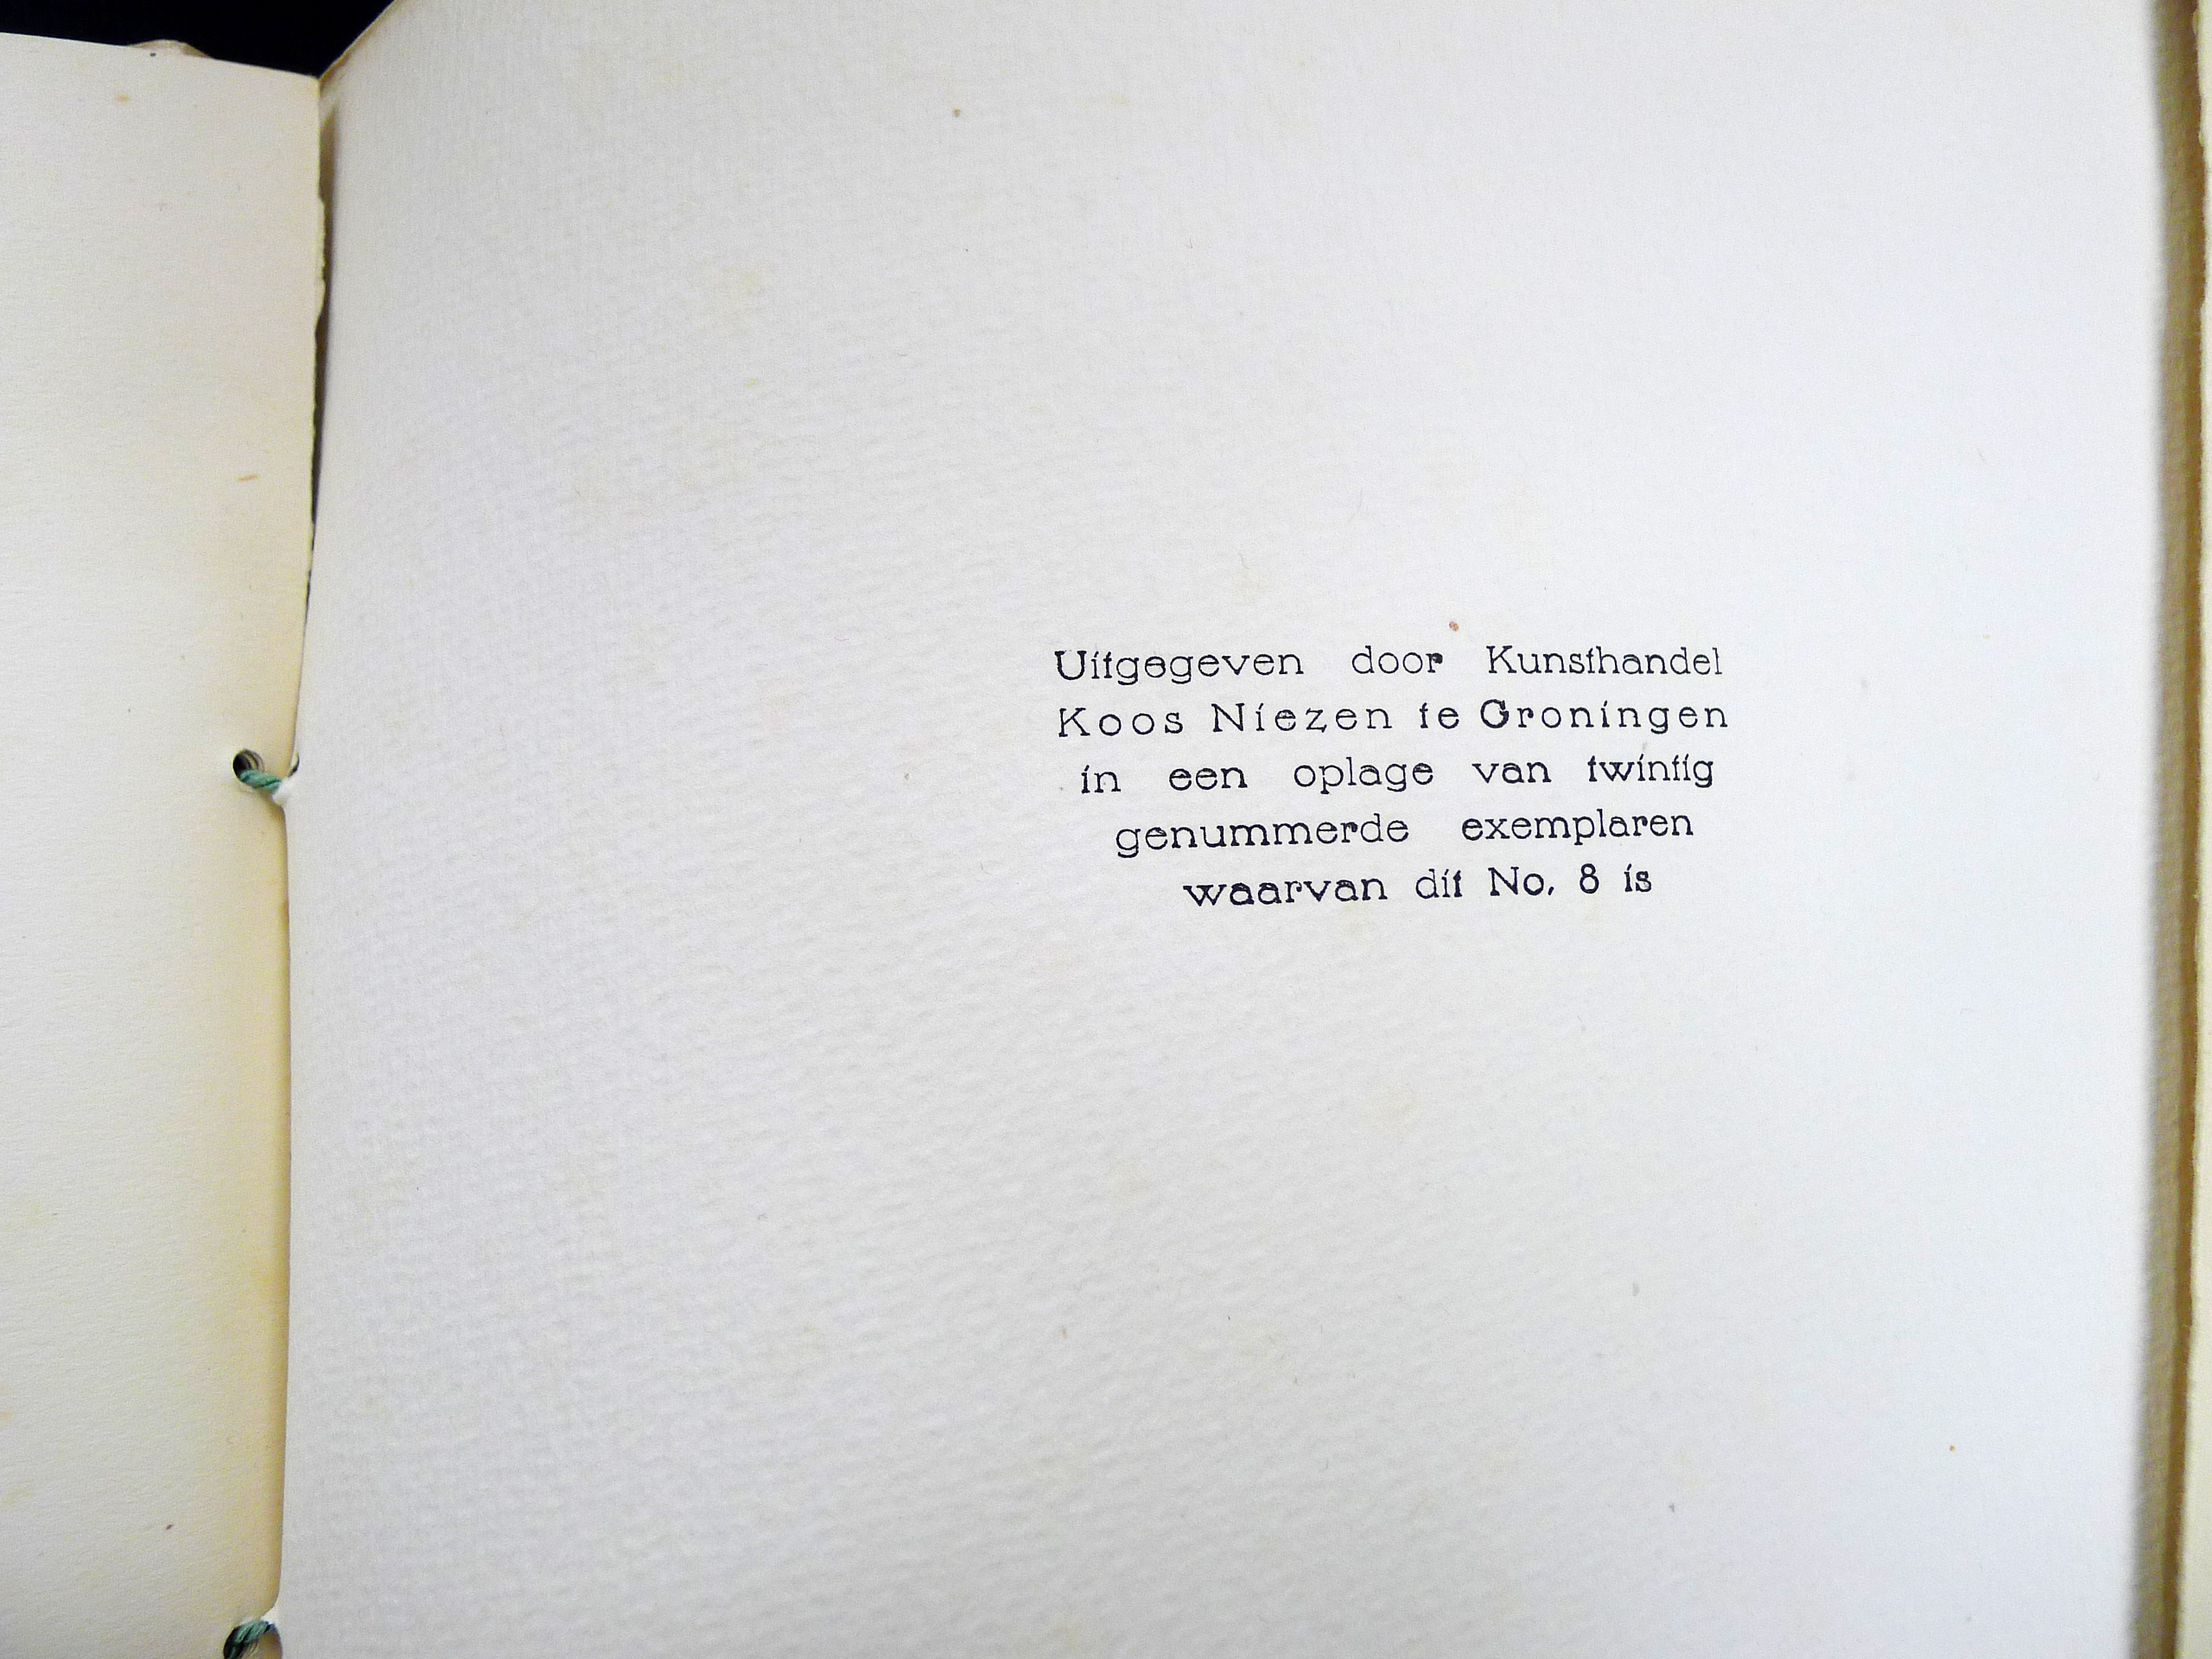 Uitgegeven door Kunsthandel
Koos Niezen te Groningen
in een oplage van twintig
genummerde exemplaren
waarvan dit No. 8 is